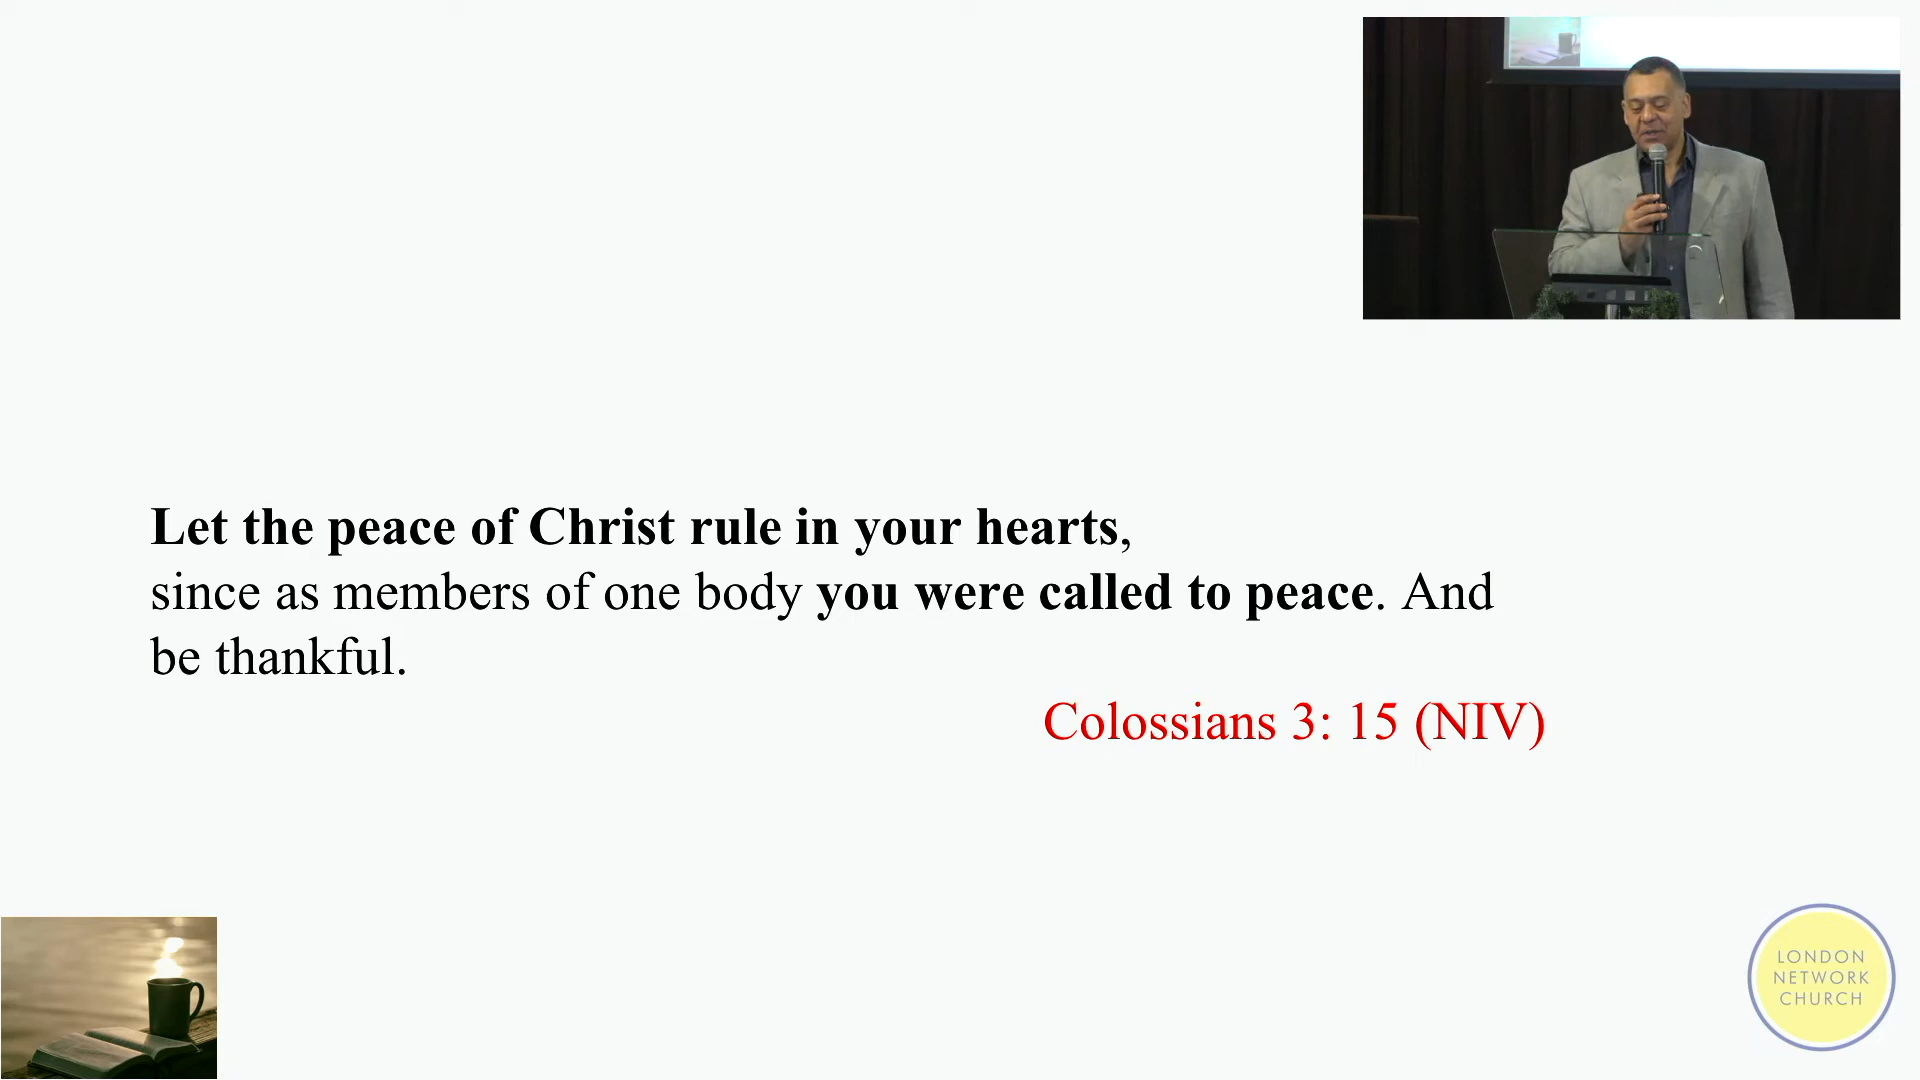 Let the peace of Christ rule in your hearts,
since as members of one body you were called to peace. And
be thankful.
Colossians 3: 15 (NIV)
LONDON
NETWORK
CHURCH